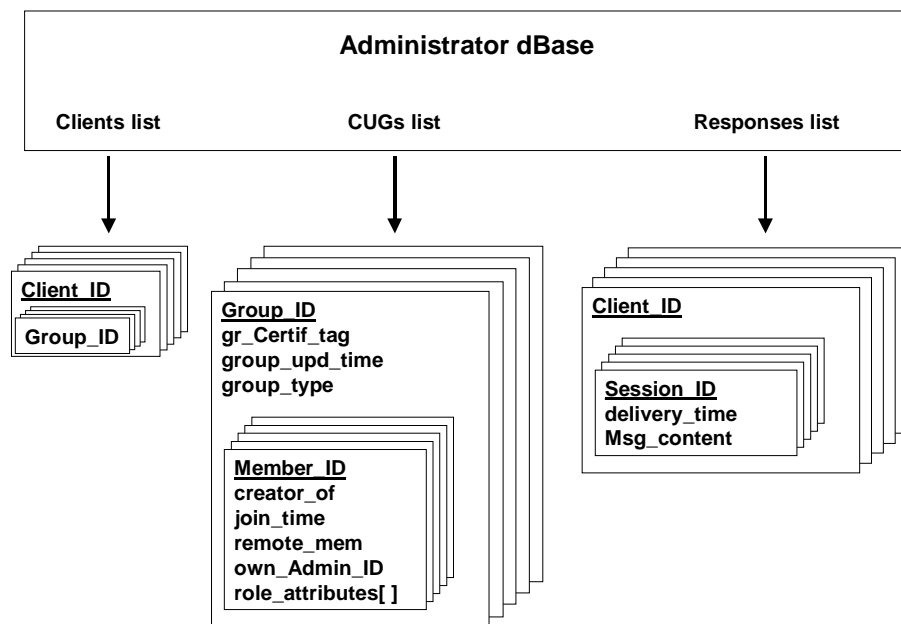 Administrator dBase
Clients list
CUGs list
Responses list
Client_ID
Group_ID
Group_ID
gr_Certif_tag
group_upd_time
group_type
Member_ID
creator_of
join_time
remote_mem
own_Admin_ID
role_attributes[ ]
Client_ID
Session_ID
delivery_time
Msg_content